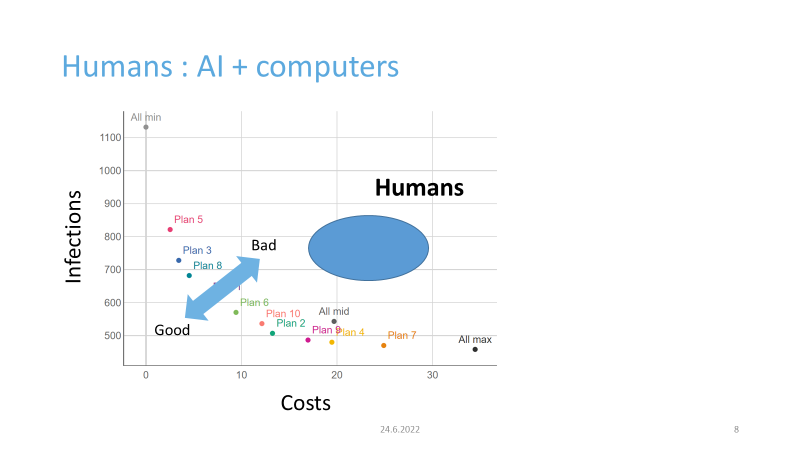 Humans : AI + computers
All min
1100
1000
900
800
700
600
500
Infections
Humans
Plan 5
Bad
Plan 3
Plan 8
Plan 6
Plan 10
All mid
Plan 2
Plan 9
Plan 4
Good
Plan 7
All max
0
10
20
30
Costs
24.6.2022
8